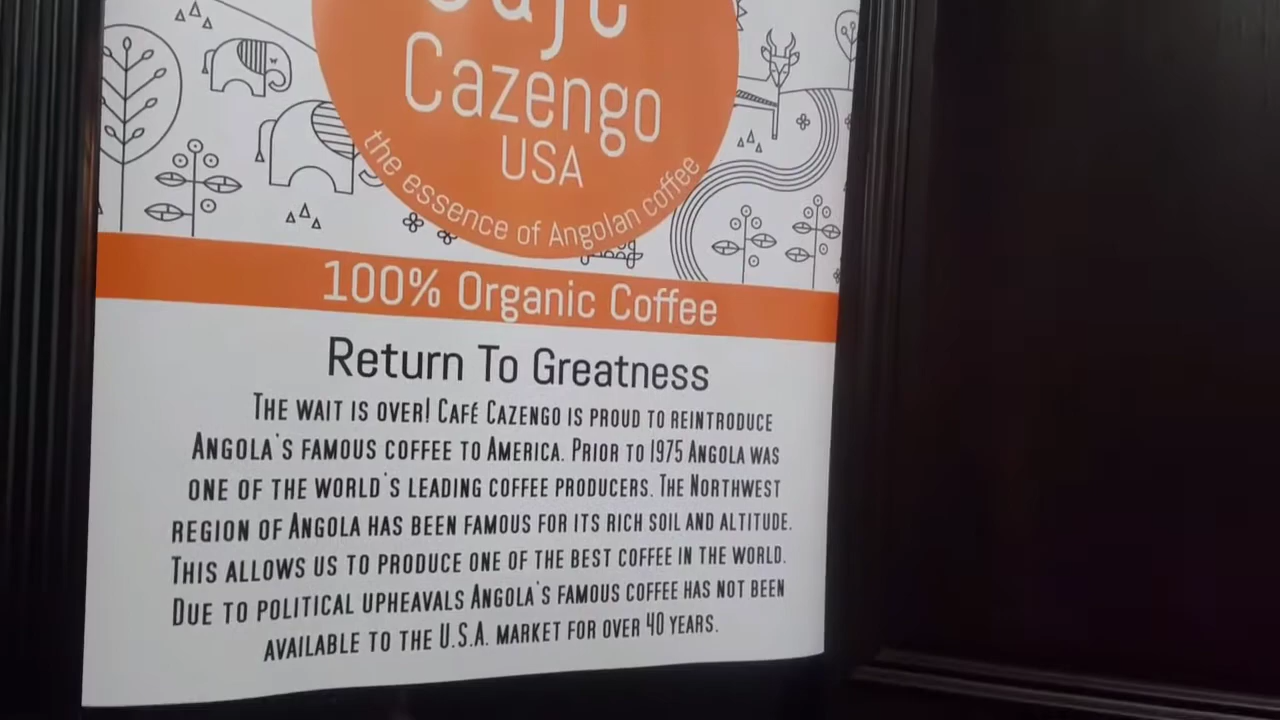 Café
Cazengo
USA
the essence of Angolan coffee
100% Organic Coffee
Return To Greatness
THE WAIT IS OVER! CAFÉ CAZENGO IS PROUD TO REINTRODUCE
ANGOLA'S FAMOUS COFFEE TO AMERICA. PRIOR TO 1975 ANGOLA WAS
ONE OF THE WORLD'S LEADING COFFEE PRODUCERS. THE NORTHWEST
REGION OF ANGOLA HAS BEEN FAMOUS FOR ITS RICH SOIL AND ALTITUDE.
THIS ALLOWS US TO PRODUCE ONE OF THE BEST COFFEE IN THE WORLD.
DUE TO POLITICAL UPHEAVALS ANGOLA'S FAMOUS COFFEE HAS NOT BEEN
AVAILABLE TO THE U.S.A. MARKET FOR OVER 40 YEARS.